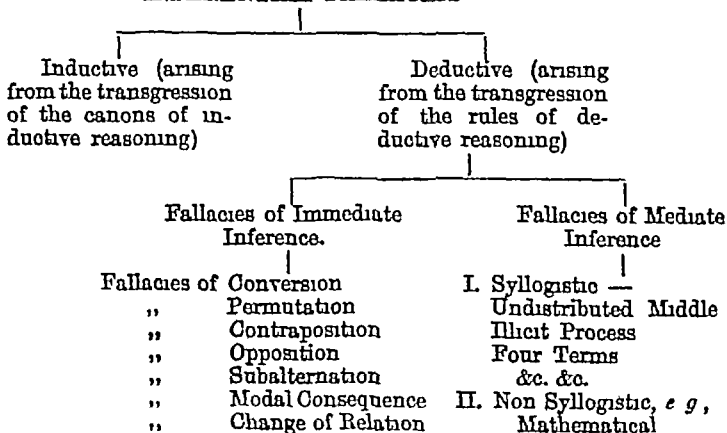 Inductive (arising
from the transgression
of the canons of in-
ductive reasoning)
Deductive (arising
from the transgression
of the rules of de-
ductive reasoning)
Fallacies of Immediate
Inference.
Fallacies of Mediate
Inference
Fallacies of Conversion
„ Permutation
„ Contraposition
„ Opposition
„ Subalternation
„ Modal Consequence
„ Change of Relation
I. Syllogistic —
Undistributed Middle
Illicit Process
Four Terms
&c. &c.
II. Non Syllogistic, e g,
Mathematical